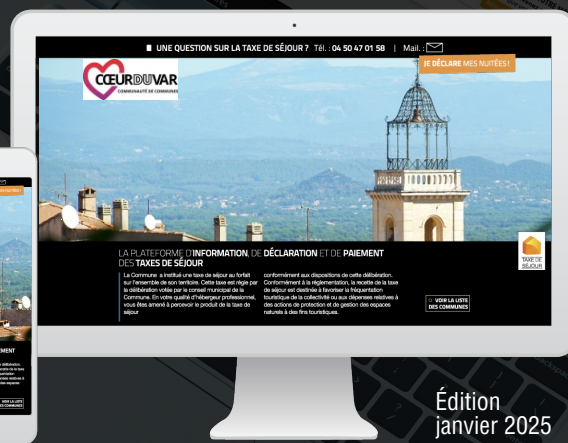 UNE QUESTION SUR LA TAXE DE SÉJOUR ? Tél. : 04 50 47 01 58 | Mail. :
JE DÉCLARE MES NUITÉES !
CŒURDUVAR
COMMUNAUTÉ DE COMMUNES
LA PLATEFORME D'INFORMATION, DE DÉCLARATION ET DE PAIEMENT
DES TAXES DE SÉJOUR
La Commune a institué une taxe de séjour au forfait
sur l'ensemble de son territoire. Cette taxe est régie par
la délibération votée par le conseil municipal de la
Commune. En votre qualité d'hébergeur professionnel,
vous êtes amené à percevoir le produit de la taxe de
séjour
conformément aux dispositions de cette délibération.
Conformément à la réglementation, la recette de la taxe
de séjour est destinée à favoriser la fréquentation
touristique de la collectivité ou aux dépenses relatives à
des actions de protection et de gestion des espaces
naturels à des fins touristiques.
TAXE DE
SÉJOUR
VOIR LA LISTE
DES COMMUNES
Édition
janvier 2025